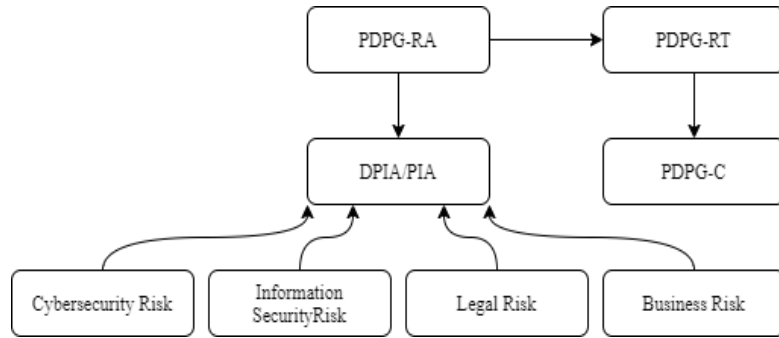 PDPG-RA
PDPG-RT
DPIA/PIA
PDPG-C
Cybersecurity Risk
Information
SecurityRisk
Legal Risk
Business Risk